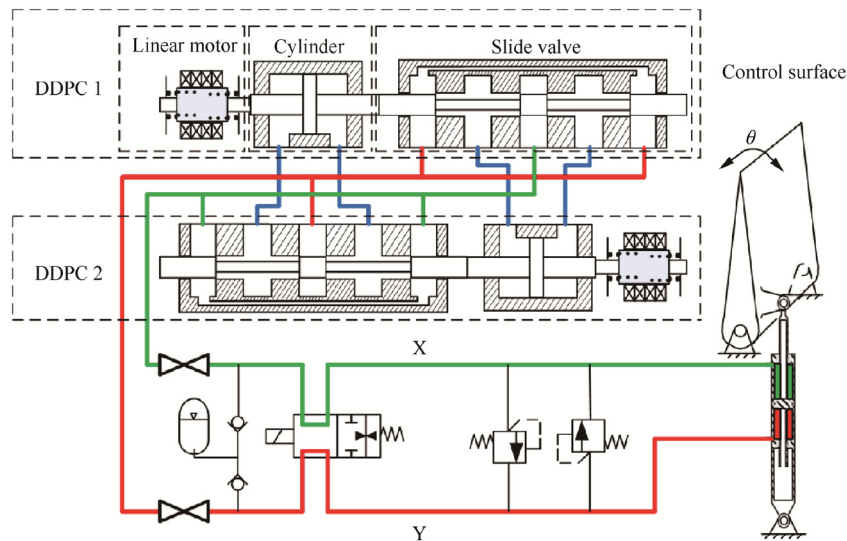 Linear motor
Cylinder
Slide valve
DDPC 1
Control surface
θ
DDPC 2
X
Y